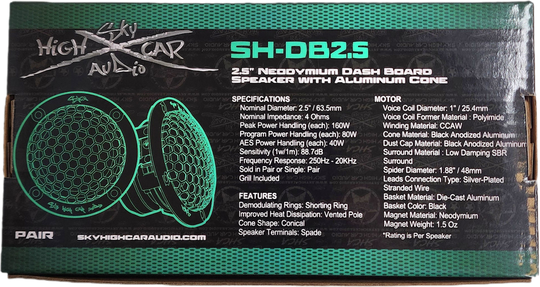 Sky
HIGH CAR
AUDIO
SH-DB2.5
2.5" Neodymium Dash Board
Speaker with Aluminum Cone
SPECIFICATIONS
Nominal Diameter: 2.5" / 63.5mm
Nominal Impedance: 4 Ohms
Peak Power Handling (each): 160W
Program Power Handling (each): 80W
AES Power Handling (each): 40W
Sensitivity (1w/1m): 88.7dB
Frequency Response: 250Hz - 20KHz
Sold in Pair or Single: Pair
Grill Included
FEATURES
Demodulating Rings: Shorting Ring
Improved Heat Dissipation: Vented Pole
Cone Shape: Conical
Speaker Terminals: Spade
MOTOR
Voice Coil Diameter: 1" / 25.4mm
Voice Coil Former Material : Polyimide
Winding Material: CCAW
Cone Material: Black Anodized Aluminum
Dust Cap Material: Black Anodized Aluminum
Surround Material : Low Damping SBR
Surround
Spider Diameter: 1.88" / 48mm
Leads Connection Type: Silver-Plated
Stranded Wire
Basket Material: Die-Cast Aluminum
Basket Color: Black
Magnet Material: Neodymium
Magnet Weight: 1.5 Oz
*Rating is Per Speaker
PAIR
SKYHIGHCARAUDIO.COM